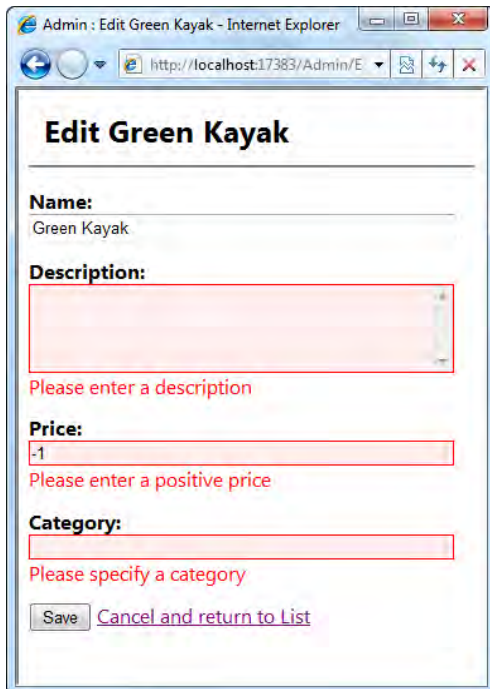 Admin : Edit Green Kayak - Internet Explorer
http://localhost:17383/Admin/E
Edit Green Kayak
Name:
Green Kayak
Description:
Please enter a description
Price:
-1
Please enter a positive price
Category:
Please specify a category
Save Cancel and return to List